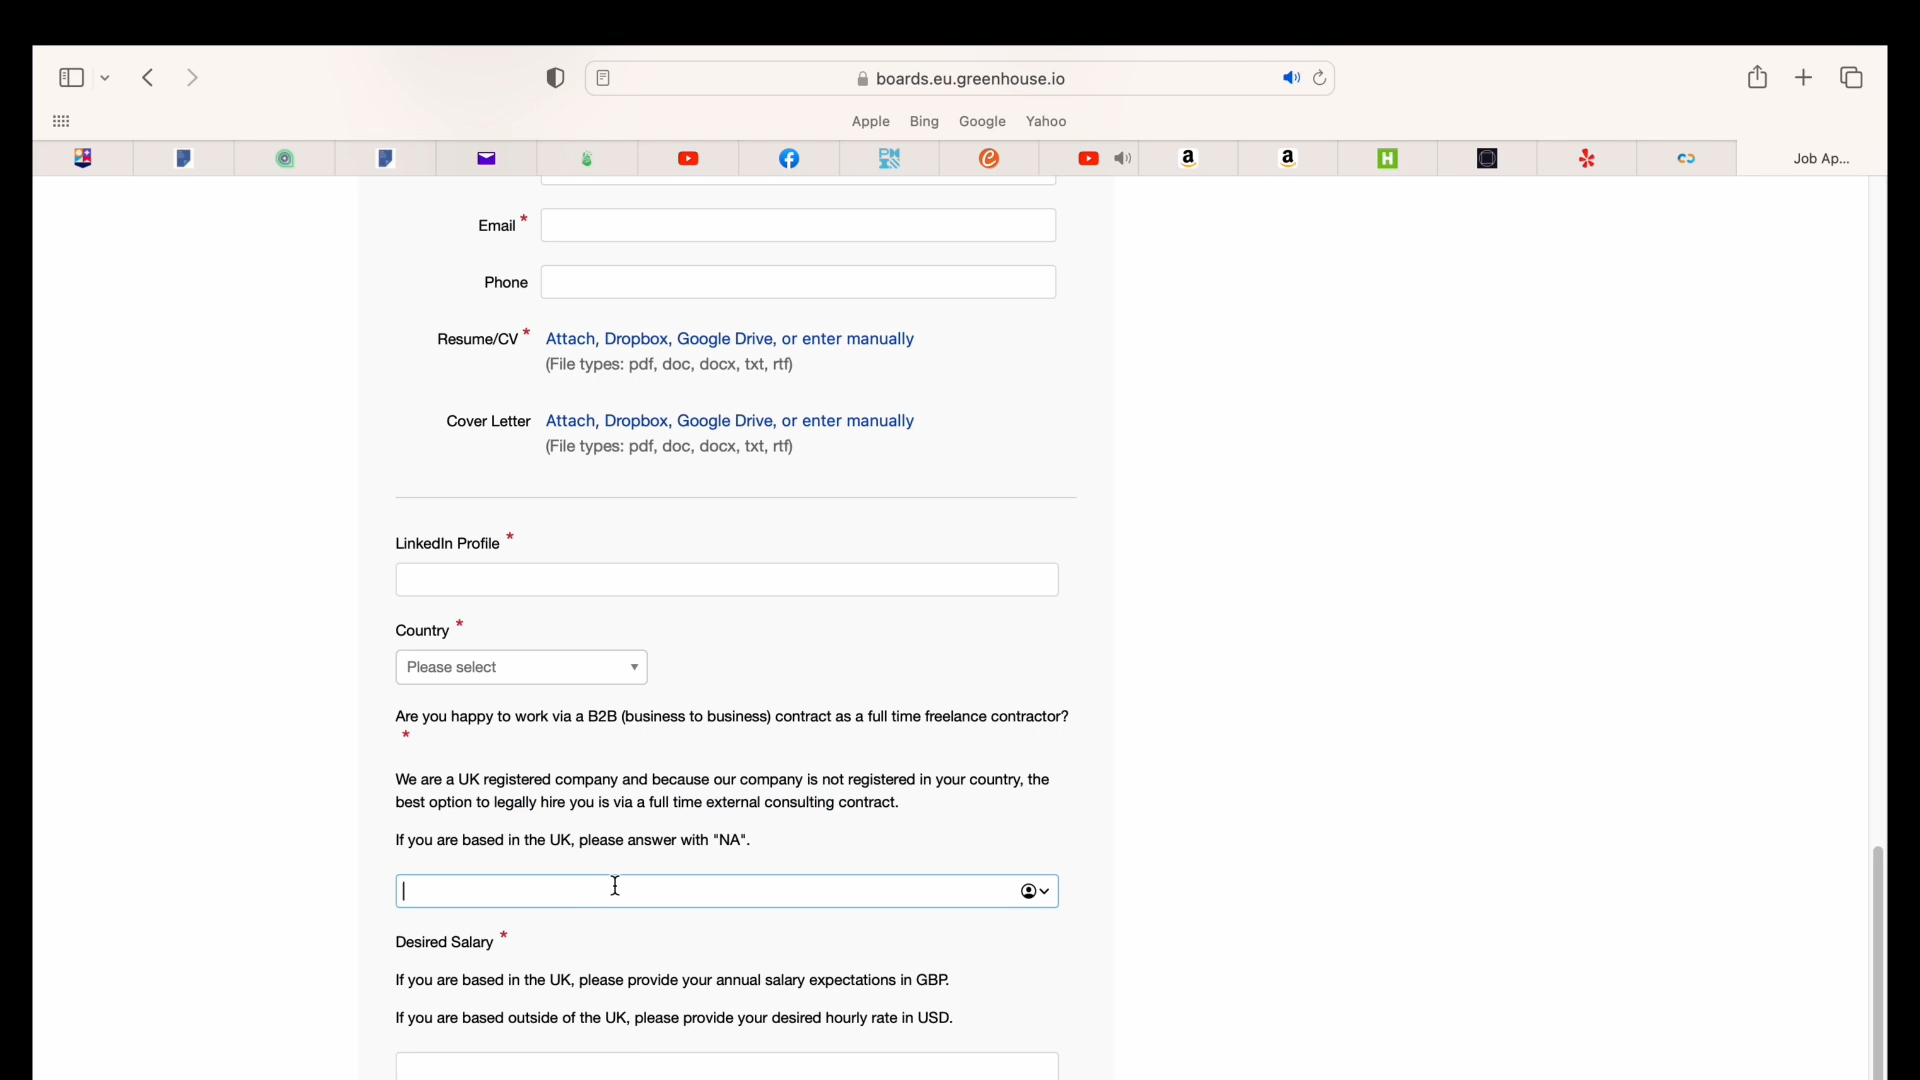 boards.eu.greenhouse.io
Apple Bing Google Yahoo
a a H Job Ap...
Email *
Phone
Resume/CV * Attach, Dropbox, Google Drive, or enter manually
(File types: pdf, doc, docx, txt, rtf)
Cover Letter Attach, Dropbox, Google Drive, or enter manually
(File types: pdf, doc, docx, txt, rtf)
LinkedIn Profile *
Country *
Please select
Are you happy to work via a B2B (business to business) contract as a full time freelance contractor?
*
We are a UK registered company and because our company is not registered in your country, the
best option to legally hire you is via a full time external consulting contract.
If you are based in the UK, please answer with "NA".
Desired Salary *
If you are based in the UK, please provide your annual salary expectations in GBP.
If you are based outside of the UK, please provide your desired hourly rate in USD.